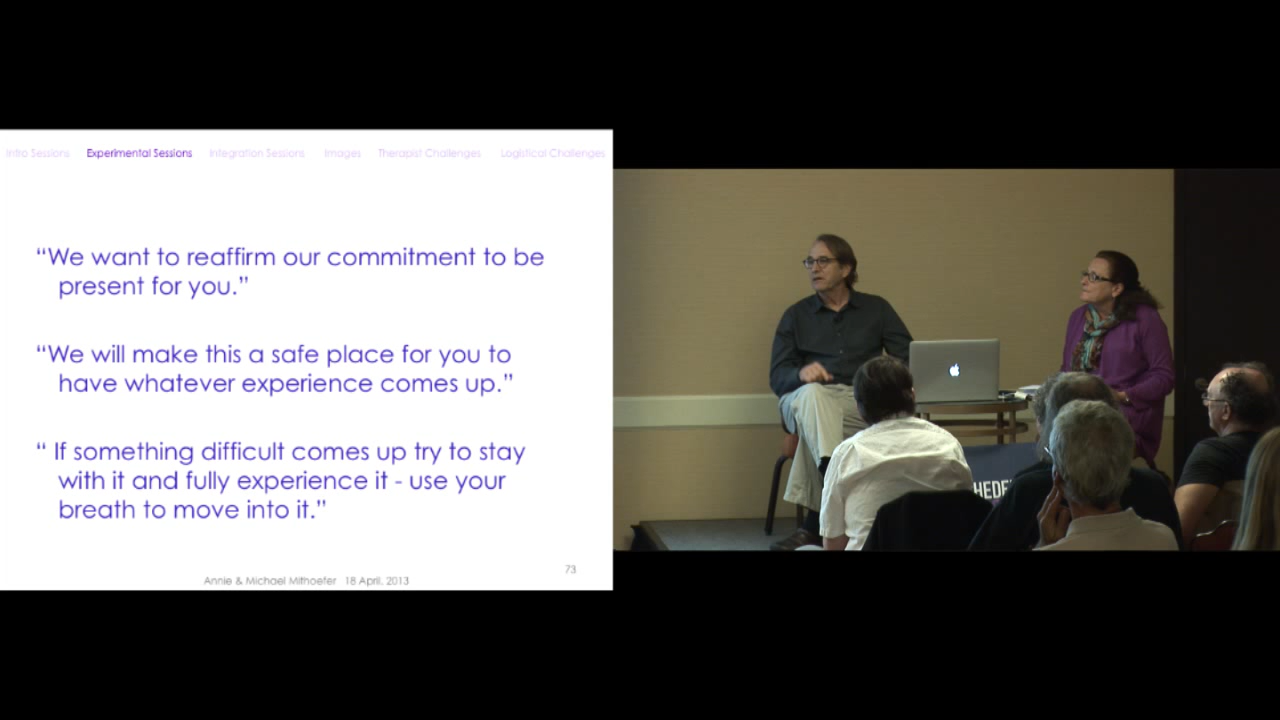 Intro Sessions Experimental Sessions Integration Sessions Images Therapist Challenges Logistical Challenges
“We want to reaffirm our commitment to be
present for you.”
“We will make this a safe place for you to
have whatever experience comes up.”
“ If something difficult comes up try to stay
with it and fully experience it - use your
breath to move into it.”
73
Annie & Michael Mithoefer 18 April, 2013